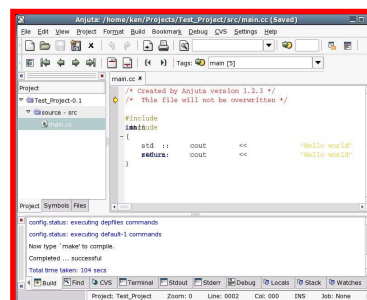 Anjuta: /home/ken/Projects/Test_Project/src/main.cc (Saved)
File Edit View Project Format Build Bookmark Debug CVS Settings Help
Tags: main [5]
main.cc
Project
Test_Project-0.1
source - src
main.cc
/* Created by Anjuta version 1.2.3 */
/* This file will not be overwritten */
#include
{
std :: cout << "Hello world"
cout << "Hello world"
}
Project Symbols Files
config.status: executing depfiles commands
config.status: executing default-1 commands
Now type `make' to compile.
Completed ... successful
Total time taken: 104 secs
Build Find CVS Terminal Stdout Stderr Debug Locals Stack Watches
Project: Test_Project Zoom: 0 Line: 0002 Col: 000 INS Job: None